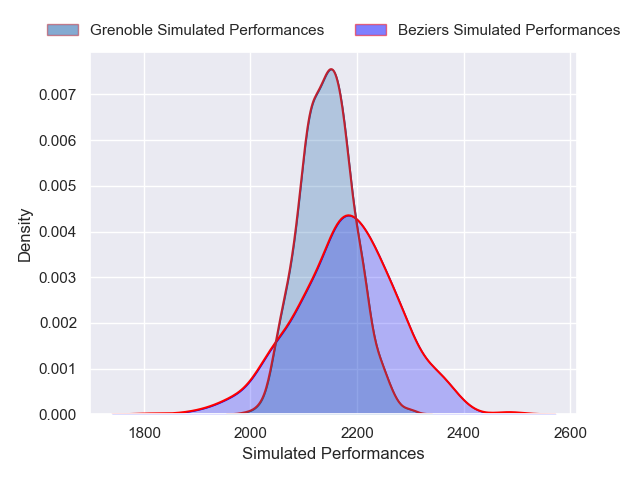 Grenoble Simulated Performances
Beziers Simulated Performances
0.007
0.006
0.005
0.004
0.003
0.002
0.001
0.000
Density
1800 2000 2200 2400 2600
Simulated Performances